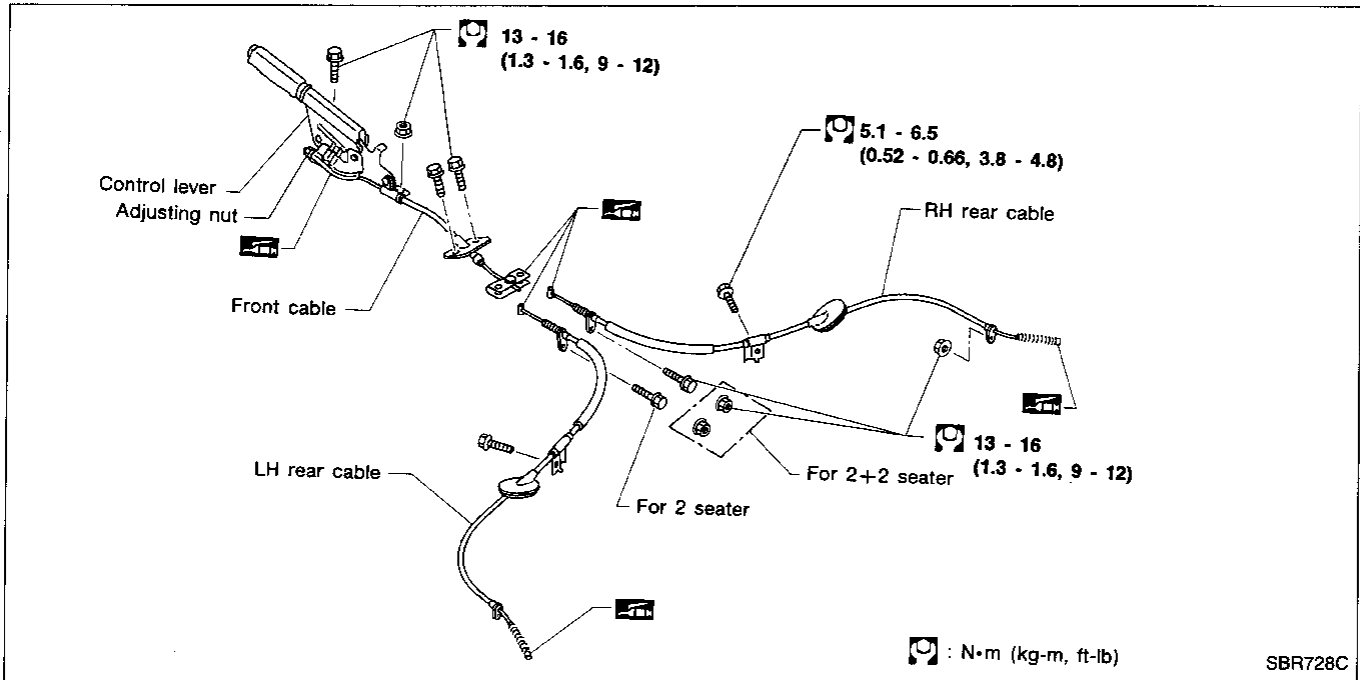 13 - 16
(1.3 - 1.6, 9 - 12)
5.1 - 6.5
(0.52 - 0.66, 3.8 - 4.8)
Control lever
Adjusting nut
RH rear cable
Front cable
13 - 16
(1.3 - 1.6, 9 - 12)
LH rear cable
For 2+2 seater
For 2 seater
: N•m (kg-m, ft-lb)
SBR728C